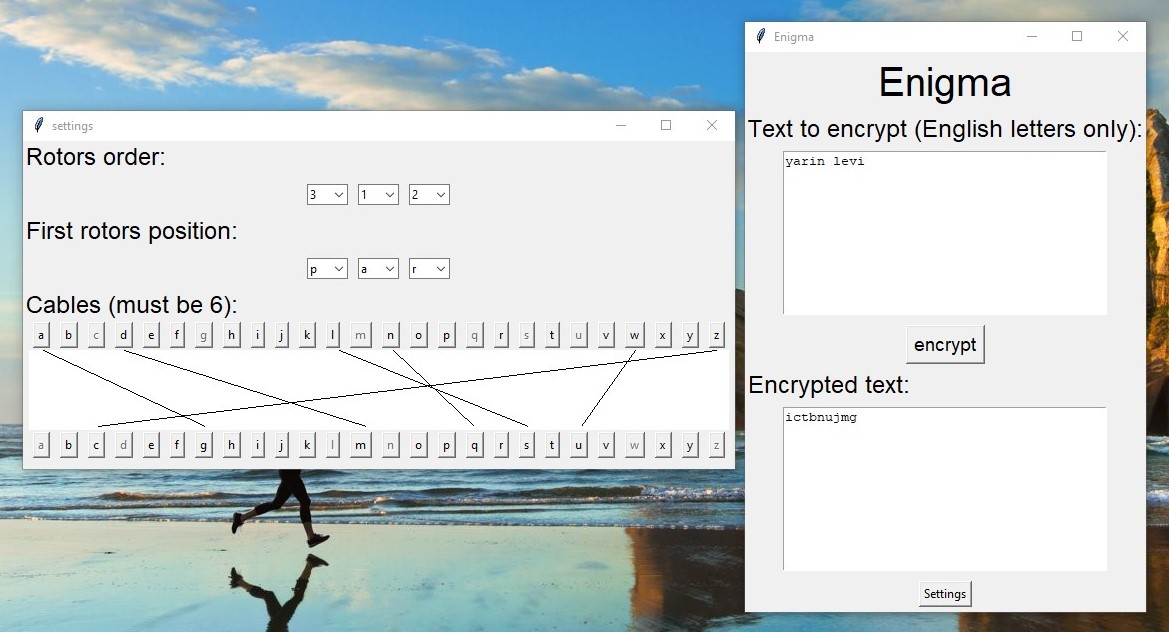 settings
Rotors order:
3 1 2
First rotors position:
p a r
Cables (must be 6):
a b c d e f g h i j k l m n o p q r s t u v w x y z
a b c d e f g h i j k l m n o p q r s t u v w x y z
Enigma
Enigma
Text to encrypt (English letters only):
yarin levi
encrypt
Encrypted text:
ictbnujmg
Settings